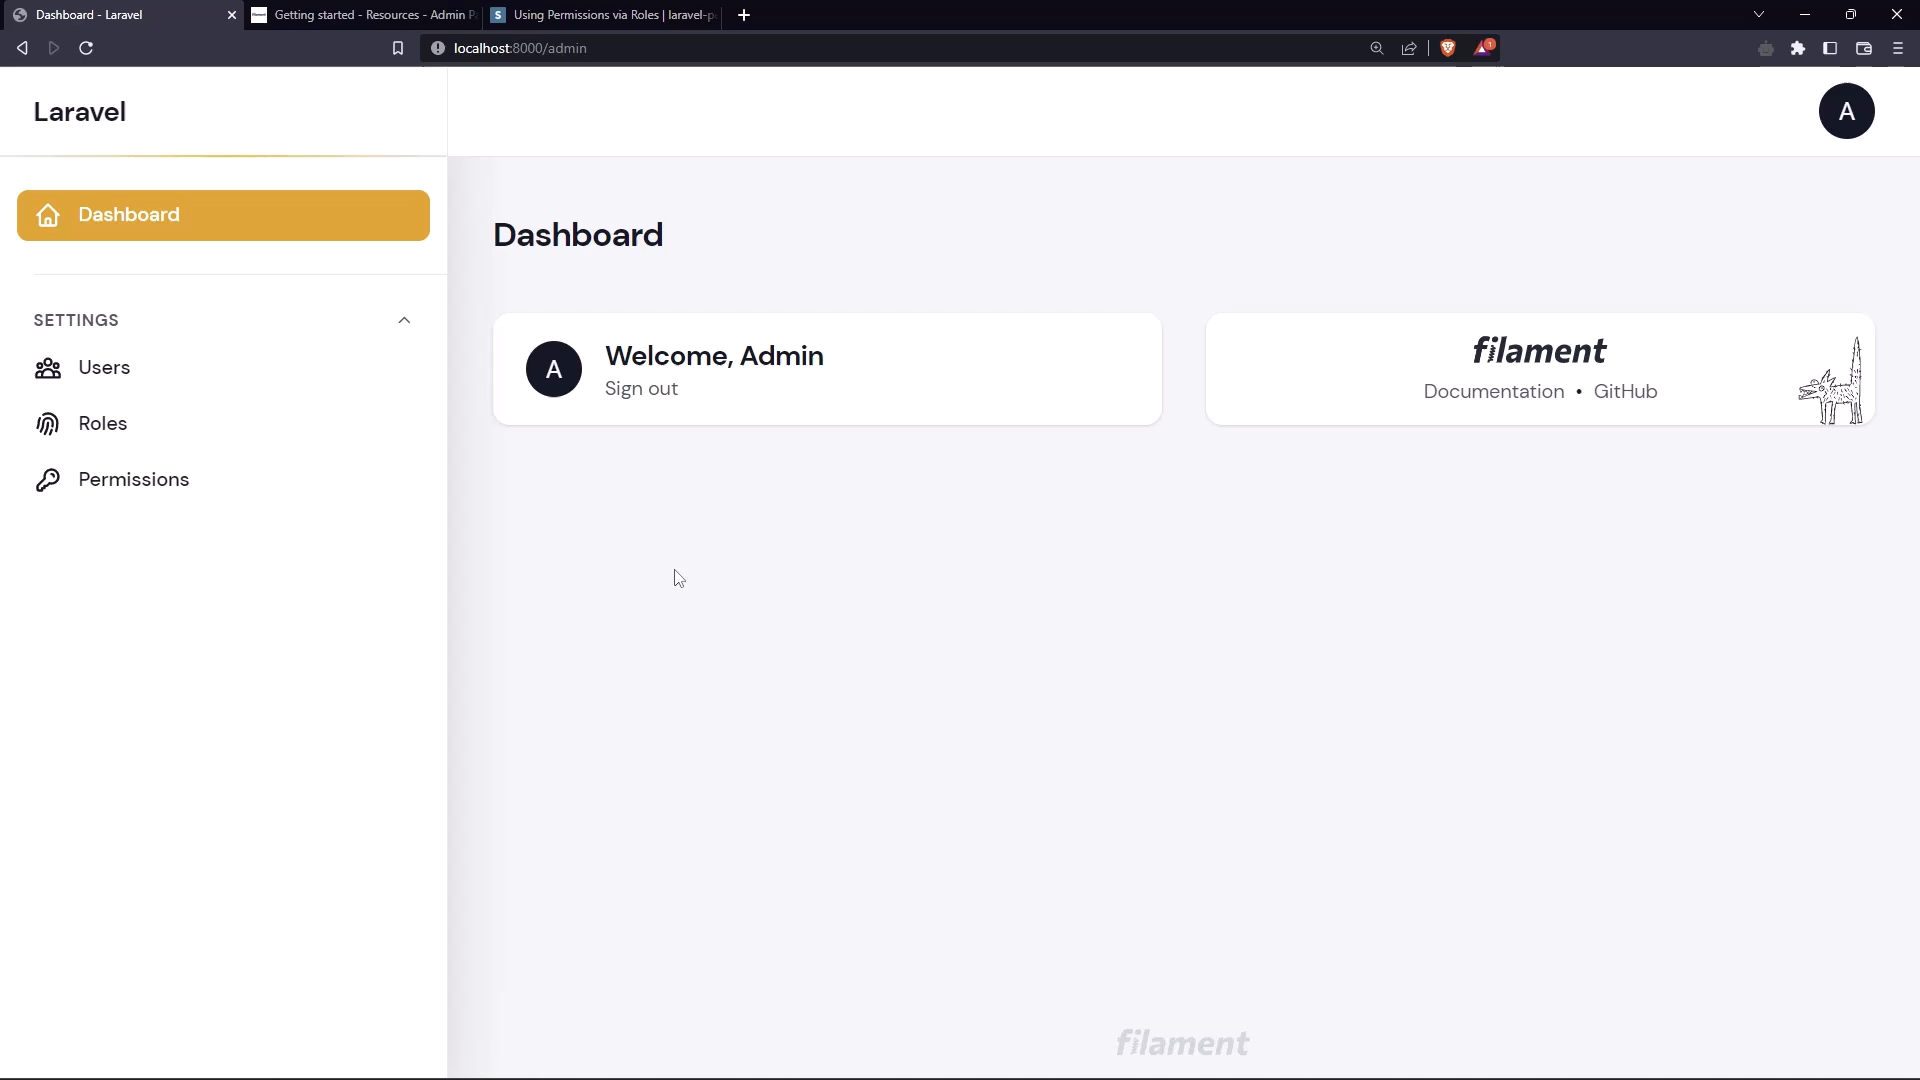 Dashboard - Laravel
Getting started - Resources - Admin P
S Using Permissions via Roles | laravel-p
localhost:8000/admin
1
Laravel
A
Dashboard
SETTINGS
Users
Roles
Permissions
Dashboard
A
Welcome, Admin
Sign out
filament
Documentation • GitHub
filament